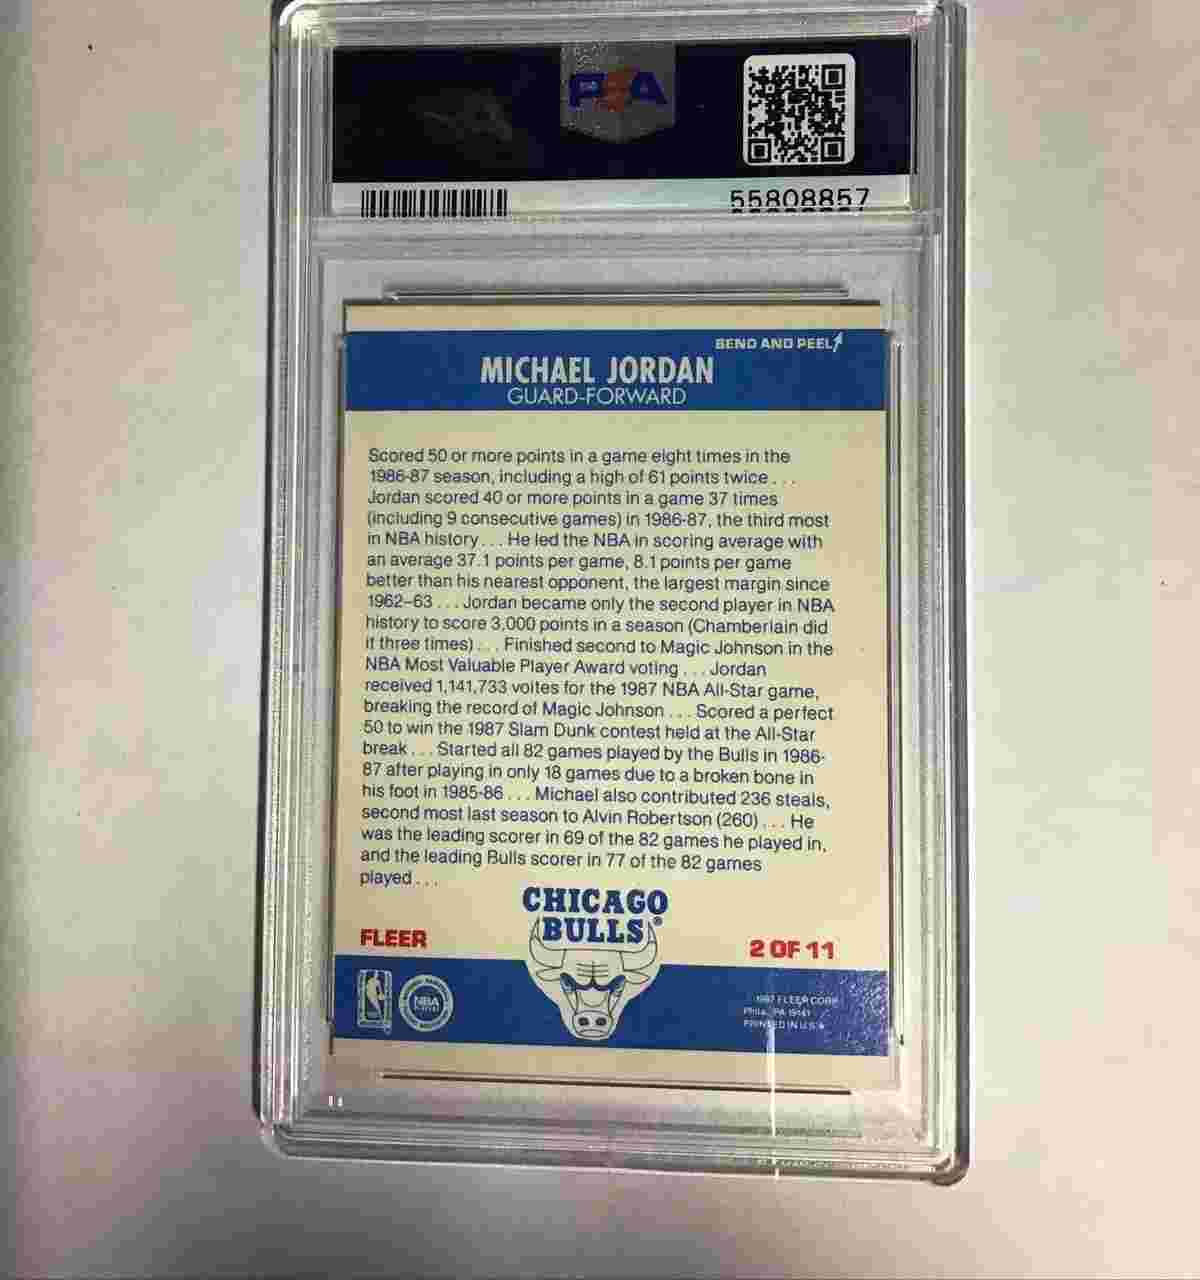 PSA
55808857
BEND AND PEEL
MICHAEL JORDAN
GUARD-FORWARD
Scored 50 or more points in a game eight times in the
1986-87 season, including a high of 61 points twice . . .
Jordan scored 40 or more points in a game 37 times
(including 9 consecutive games) in 1986-87, the third most
in NBA history . . . He led the NBA in scoring average with
an average 37.1 points per game, 8.1 points per game
better than his nearest opponent, the largest margin since
1962–63 . . . Jordan became only the second player in NBA
history to score 3,000 points in a season (Chamberlain did
it three times) . . . Finished second to Magic Johnson in the
NBA Most Valuable Player Award voting . . . Jordan
received 1,141,733 voites for the 1987 NBA All-Star game,
breaking the record of Magic Johnson . . . Scored a perfect
50 to win the 1987 Slam Dunk contest held at the All-Star
break . . . Started all 82 games played by the Bulls in 1986-
87 after playing in only 18 games due to a broken bone in
his foot in 1985-86 . . . Michael also contributed 236 steals,
second most last season to Alvin Robertson (260) . . . He
was the leading scorer in 69 of the 82 games he played in,
and the leading Bulls scorer in 77 of the 82 games
played . . .
CHICAGO
BULLS®
FLEER
2 OF 11
NBA
1987 FLEER CORP.
Phila., PA 19141
PRINTED IN U.S.A.